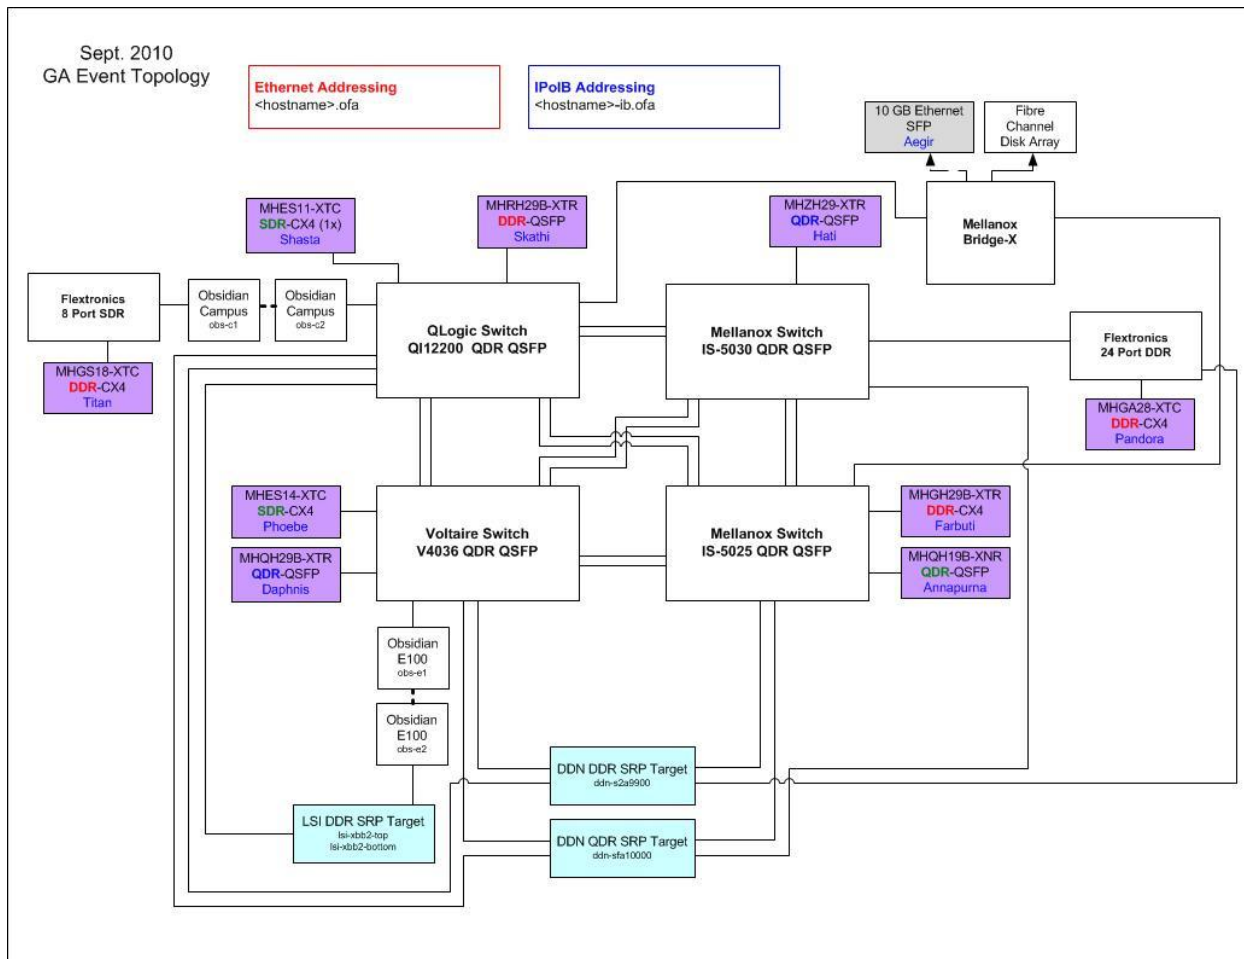 Sept. 2010
GA Event Topology
Ethernet Addressing
<hostname>.ofa
IPoIB Addressing
<hostname>-ib.ofa
10 GB Ethernet
SFP
Aegir
Fibre
Channel
Disk Array
MHES11-XTC
SDR-CX4 (1x)
Shasta
MHRH29B-XTR
DDR-QSFP
Skathi
MHZH29-XTR
QDR-QSFP
Hati
Mellanox
Bridge-X
Flextronics
8 Port SDR
Obsidian
Campus
obs-c1
Obsidian
Campus
obs-c2
QLogic Switch
QI12200 QDR QSFP
Mellanox Switch
IS-5030 QDR QSFP
Flextronics
24 Port DDR
MHGS18-XTC
DDR-CX4
Titan
MHGA28-XTC
DDR-CX4
Pandora
MHES14-XTC
SDR-CX4
Phoebe
MHQH29B-XTR
QDR-QSFP
Daphnis
Voltaire Switch
V4036 QDR QSFP
Mellanox Switch
IS-5025 QDR QSFP
MHGH29B-XTR
DDR-CX4
Farbuti
MHQH19B-XNR
QDR-QSFP
Annapurna
Obsidian
E100
obs-e1
Obsidian
E100
obs-e2
DDN DDR SRP Target
ddn-s2a9900
LSI DDR SRP Target
lsi-xbb2-top
lsi-xbb2-bottom
DDN QDR SRP Target
ddn-sfa10000